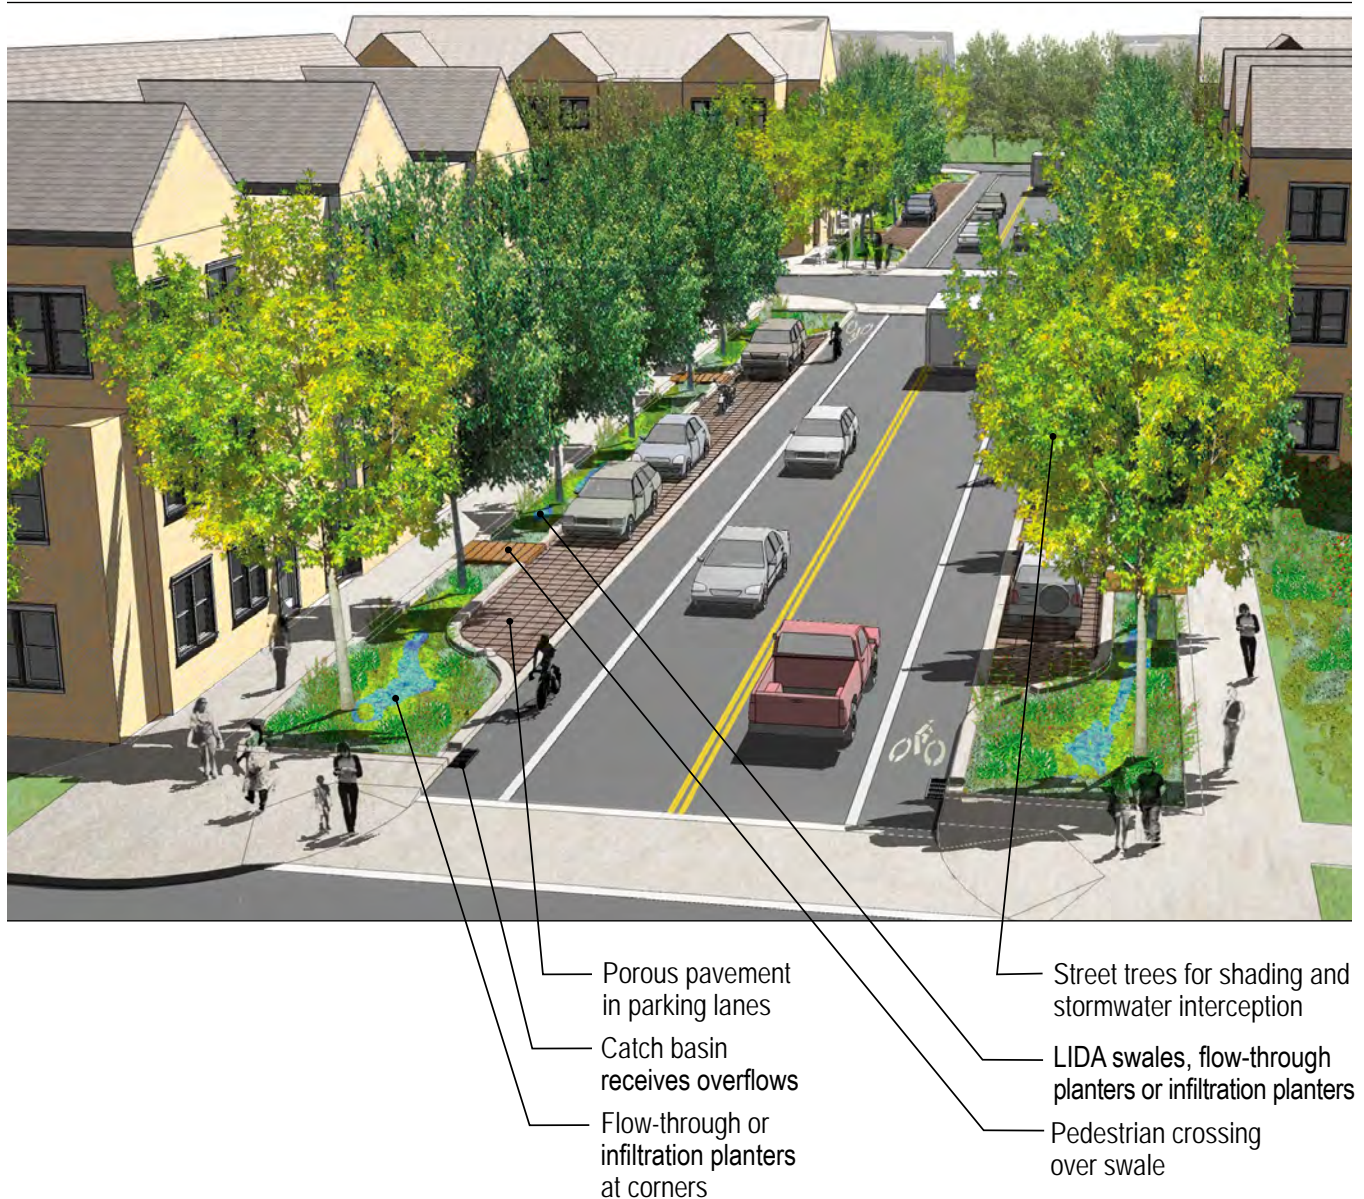 Porous pavement
in parking lanes
Catch basin
receives overflows
Flow-through or
infiltration planters
at corners
Street trees for shading and
stormwater interception
LIDA swales, flow-through
planters or infiltration planters
Pedestrian crossing
over swale